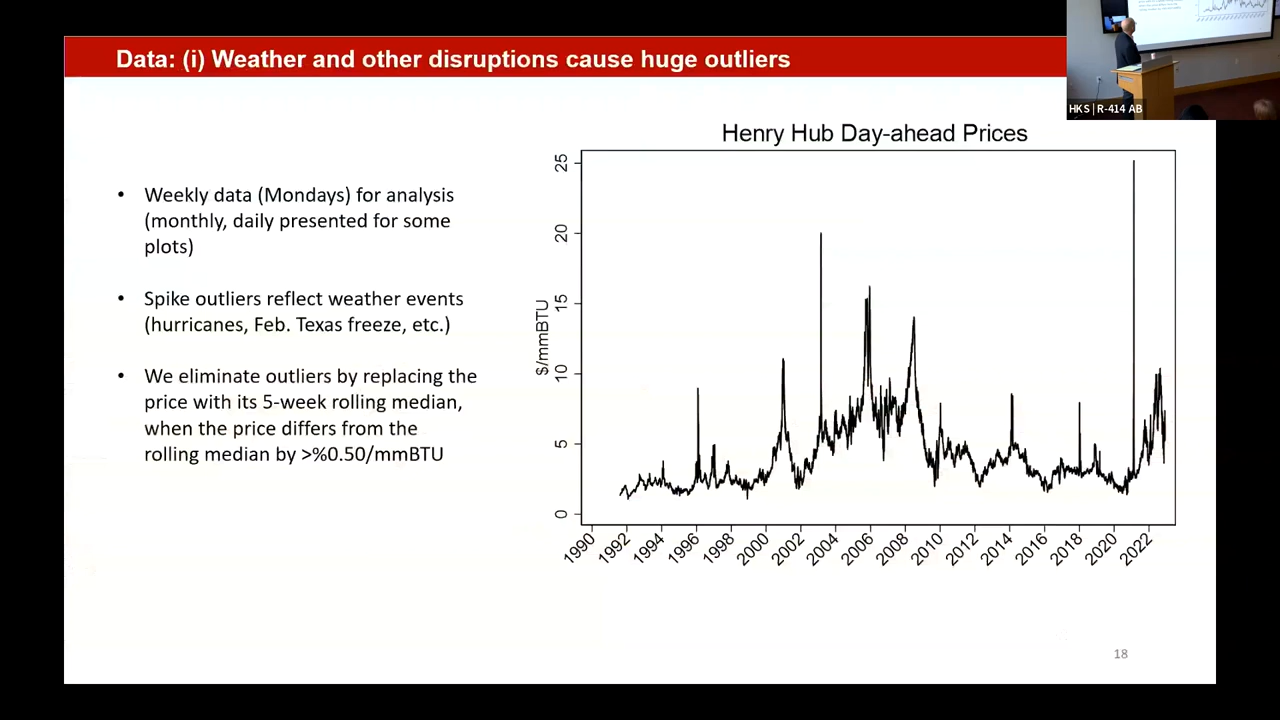 Data: (i) Weather and other disruptions cause huge outliers
HKS | R-414 AB
• Weekly data (Mondays) for analysis
(monthly, daily presented for some
plots)
• Spike outliers reflect weather events
(hurricanes, Feb. Texas freeze, etc.)
• We eliminate outliers by replacing the
price with its 5-week rolling median,
when the price differs from the
rolling median by >%0.50/mmBTU
Henry Hub Day-ahead Prices
$/mmBTU
25
20
15
10
5
0
1990 1992 1994 1996 1998 2000 2002 2004 2006 2008 2010 2012 2014 2016 2018 2020 2022
18